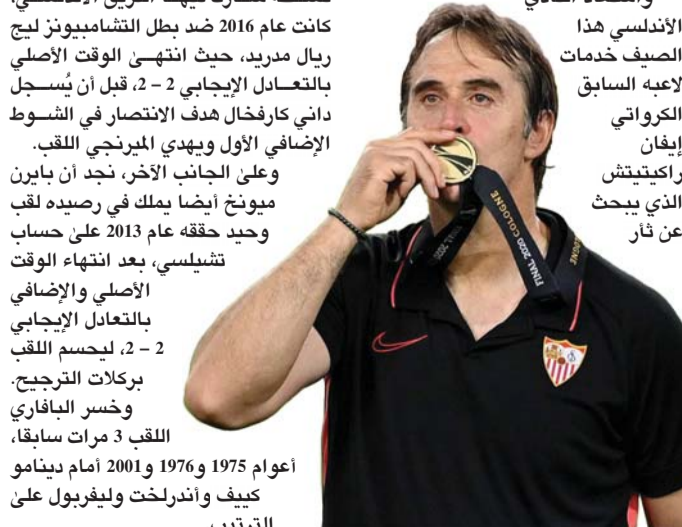 الأندلسي هذا
الصيف خدمات
لاعبه السابق
الكرواتي
إيفان
راكيتيتش
الذي يبحث
عن ثأر
كانت عام 2016 ضد بطل التشامبيونز ليج
ريال مدريد، حيث انتهى الوقت الأصلي
بالتعادل الإيجابي 2 – 2، قبل أن يُسجل
داني كارفخال هدف الانتصار في الشوط
الإضافي الأول ويهدي الميرنجي اللقب.
وعلى الجانب الآخر، نجد أن بايرن
ميونخ أيضا يملك في رصيده لقب
وحيد حققه عام 2013 على حساب
تشيلسي، بعد انتهاء الوقت
الأصلي والإضافي
بالتعادل الإيجابي
2 – 2، ليحسم اللقب
بركلات الترجيح.
وخسر البافاري
اللقب 3 مرات سابقا،
أعوام 1975 و1976 و2001 أمام دينامو
كييف وأندرلخت وليفربول على
FINAL 2020 COLOGNE